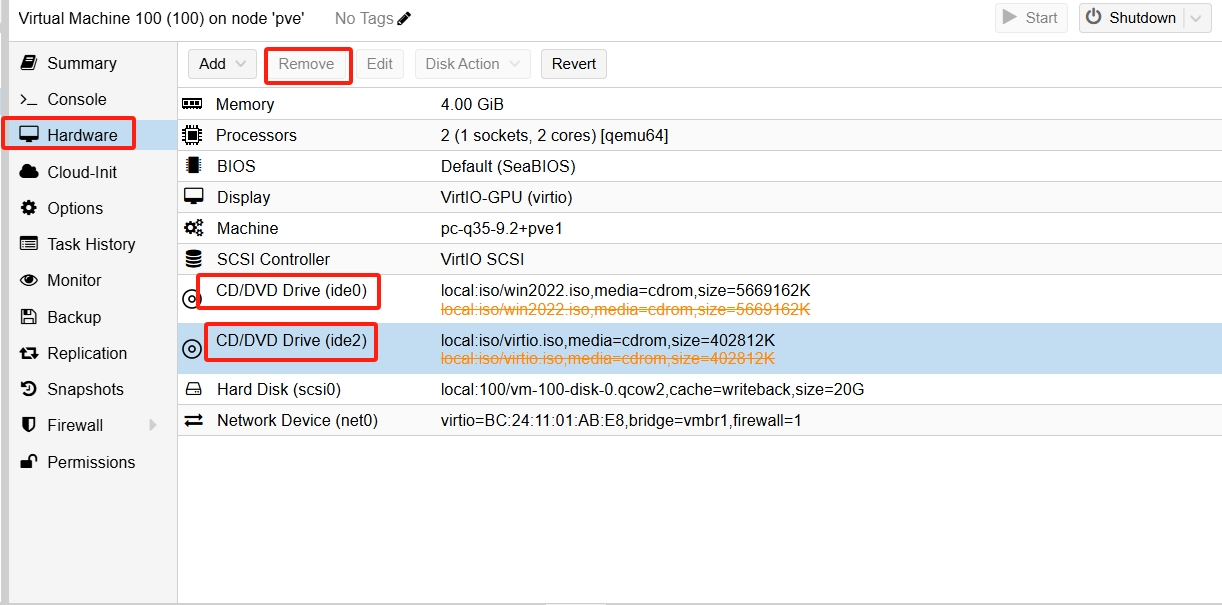 Virtual Machine 100 (100) on node 'pve' No Tags Start Shutdown
Summary
Console
Hardware
Cloud-Init
Options
Task History
Monitor
Backup
Replication
Snapshots
Firewall
Permissions
Add Remove Edit Disk Action Revert
Memory 4.00 GiB
Processors 2 (1 sockets, 2 cores) [qemu64]
BIOS Default (SeaBIOS)
Display VirtIO-GPU (virtio)
Machine pc-q35-9.2+pve1
SCSI Controller VirtIO SCSI
CD/DVD Drive (ide0) local:iso/win2022.iso,media=cdrom,size=5669162K
local:iso/win2022.iso,media=cdrom,size=5669162K
CD/DVD Drive (ide2) local:iso/virtio.iso,media=cdrom,size=402812K
local:iso/virtio.iso,media=cdrom,size=402812K
Hard Disk (scsi0) local:100/vm-100-disk-0.qcow2,cache=writeback,size=20G
Network Device (net0) virtio=BC:24:11:01:AB:E8,bridge=vmbr1,firewall=1